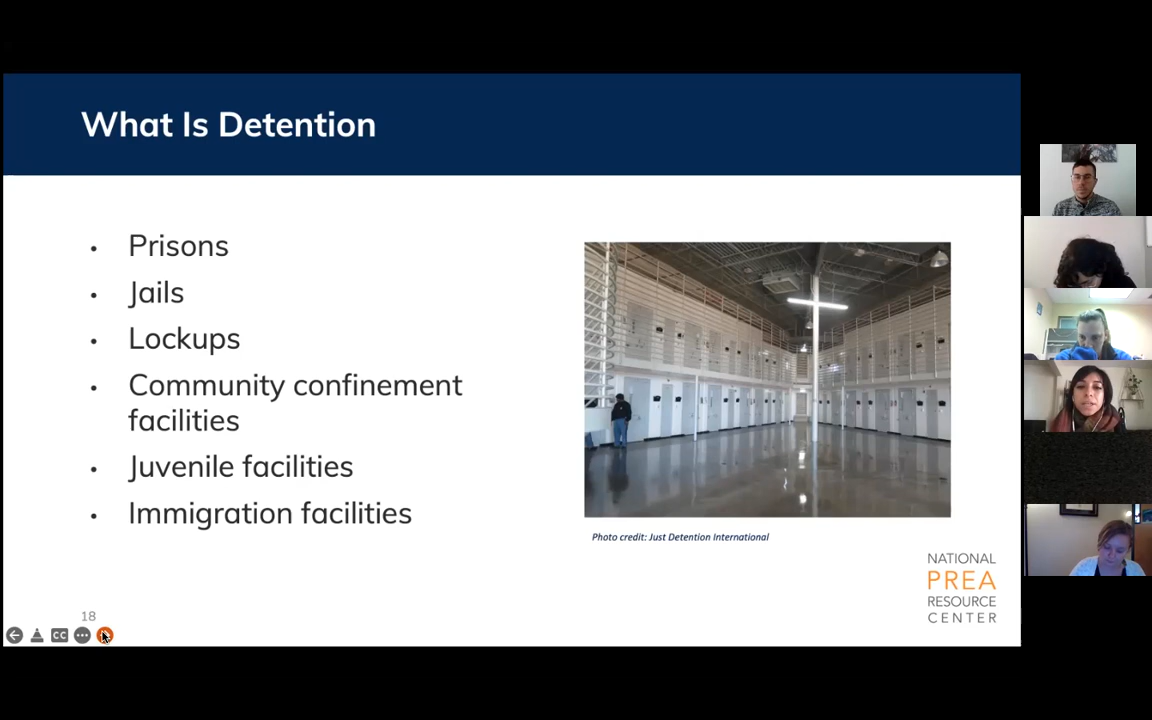 What Is Detention
• Prisons
• Jails
• Lockups
• Community confinement
facilities
• Juvenile facilities
• Immigration facilities
Photo credit: Just Detention International
NATIONAL
PREA
RESOURCE
CENTER
18
CC